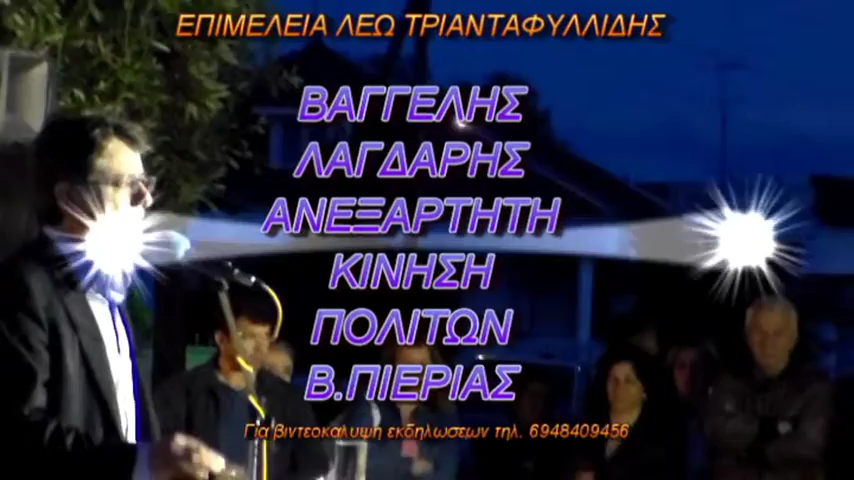 ΕΠΙΜΕΛΕΙΑ ΛΕΩ ΤΡΙΑΝΤΑΦΥΛΛΙΔΗΣ
ΒΑΓΓΕΛΗΣ
ΛΑΓΔΑΡΗΣ
ΑΝΕΞΑΡΤΗΤΗ
ΚΙΝΗΣΗ
ΠΟΛΙΤΩΝ
Β.ΠΙΕΡΙΑΣ
Για βιντεοκαλυψη εκδηλωσεων τηλ. 6948409456